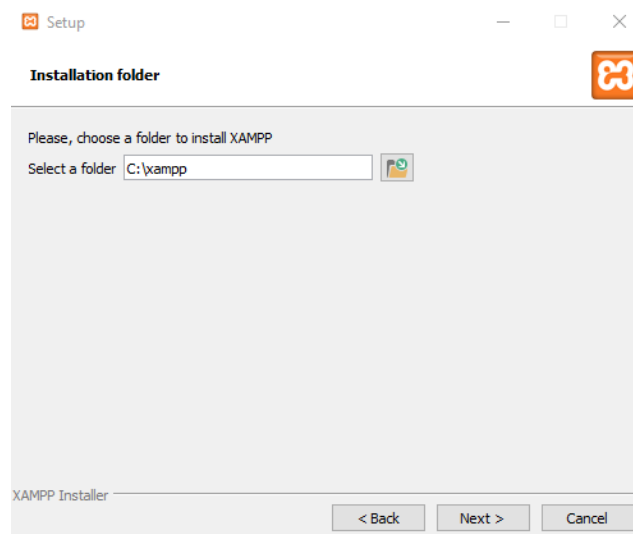 Setup
Installation folder
Please, choose a folder to install XAMPP
Select a folder C:\xampp
XAMPP Installer
< Back Next > Cancel